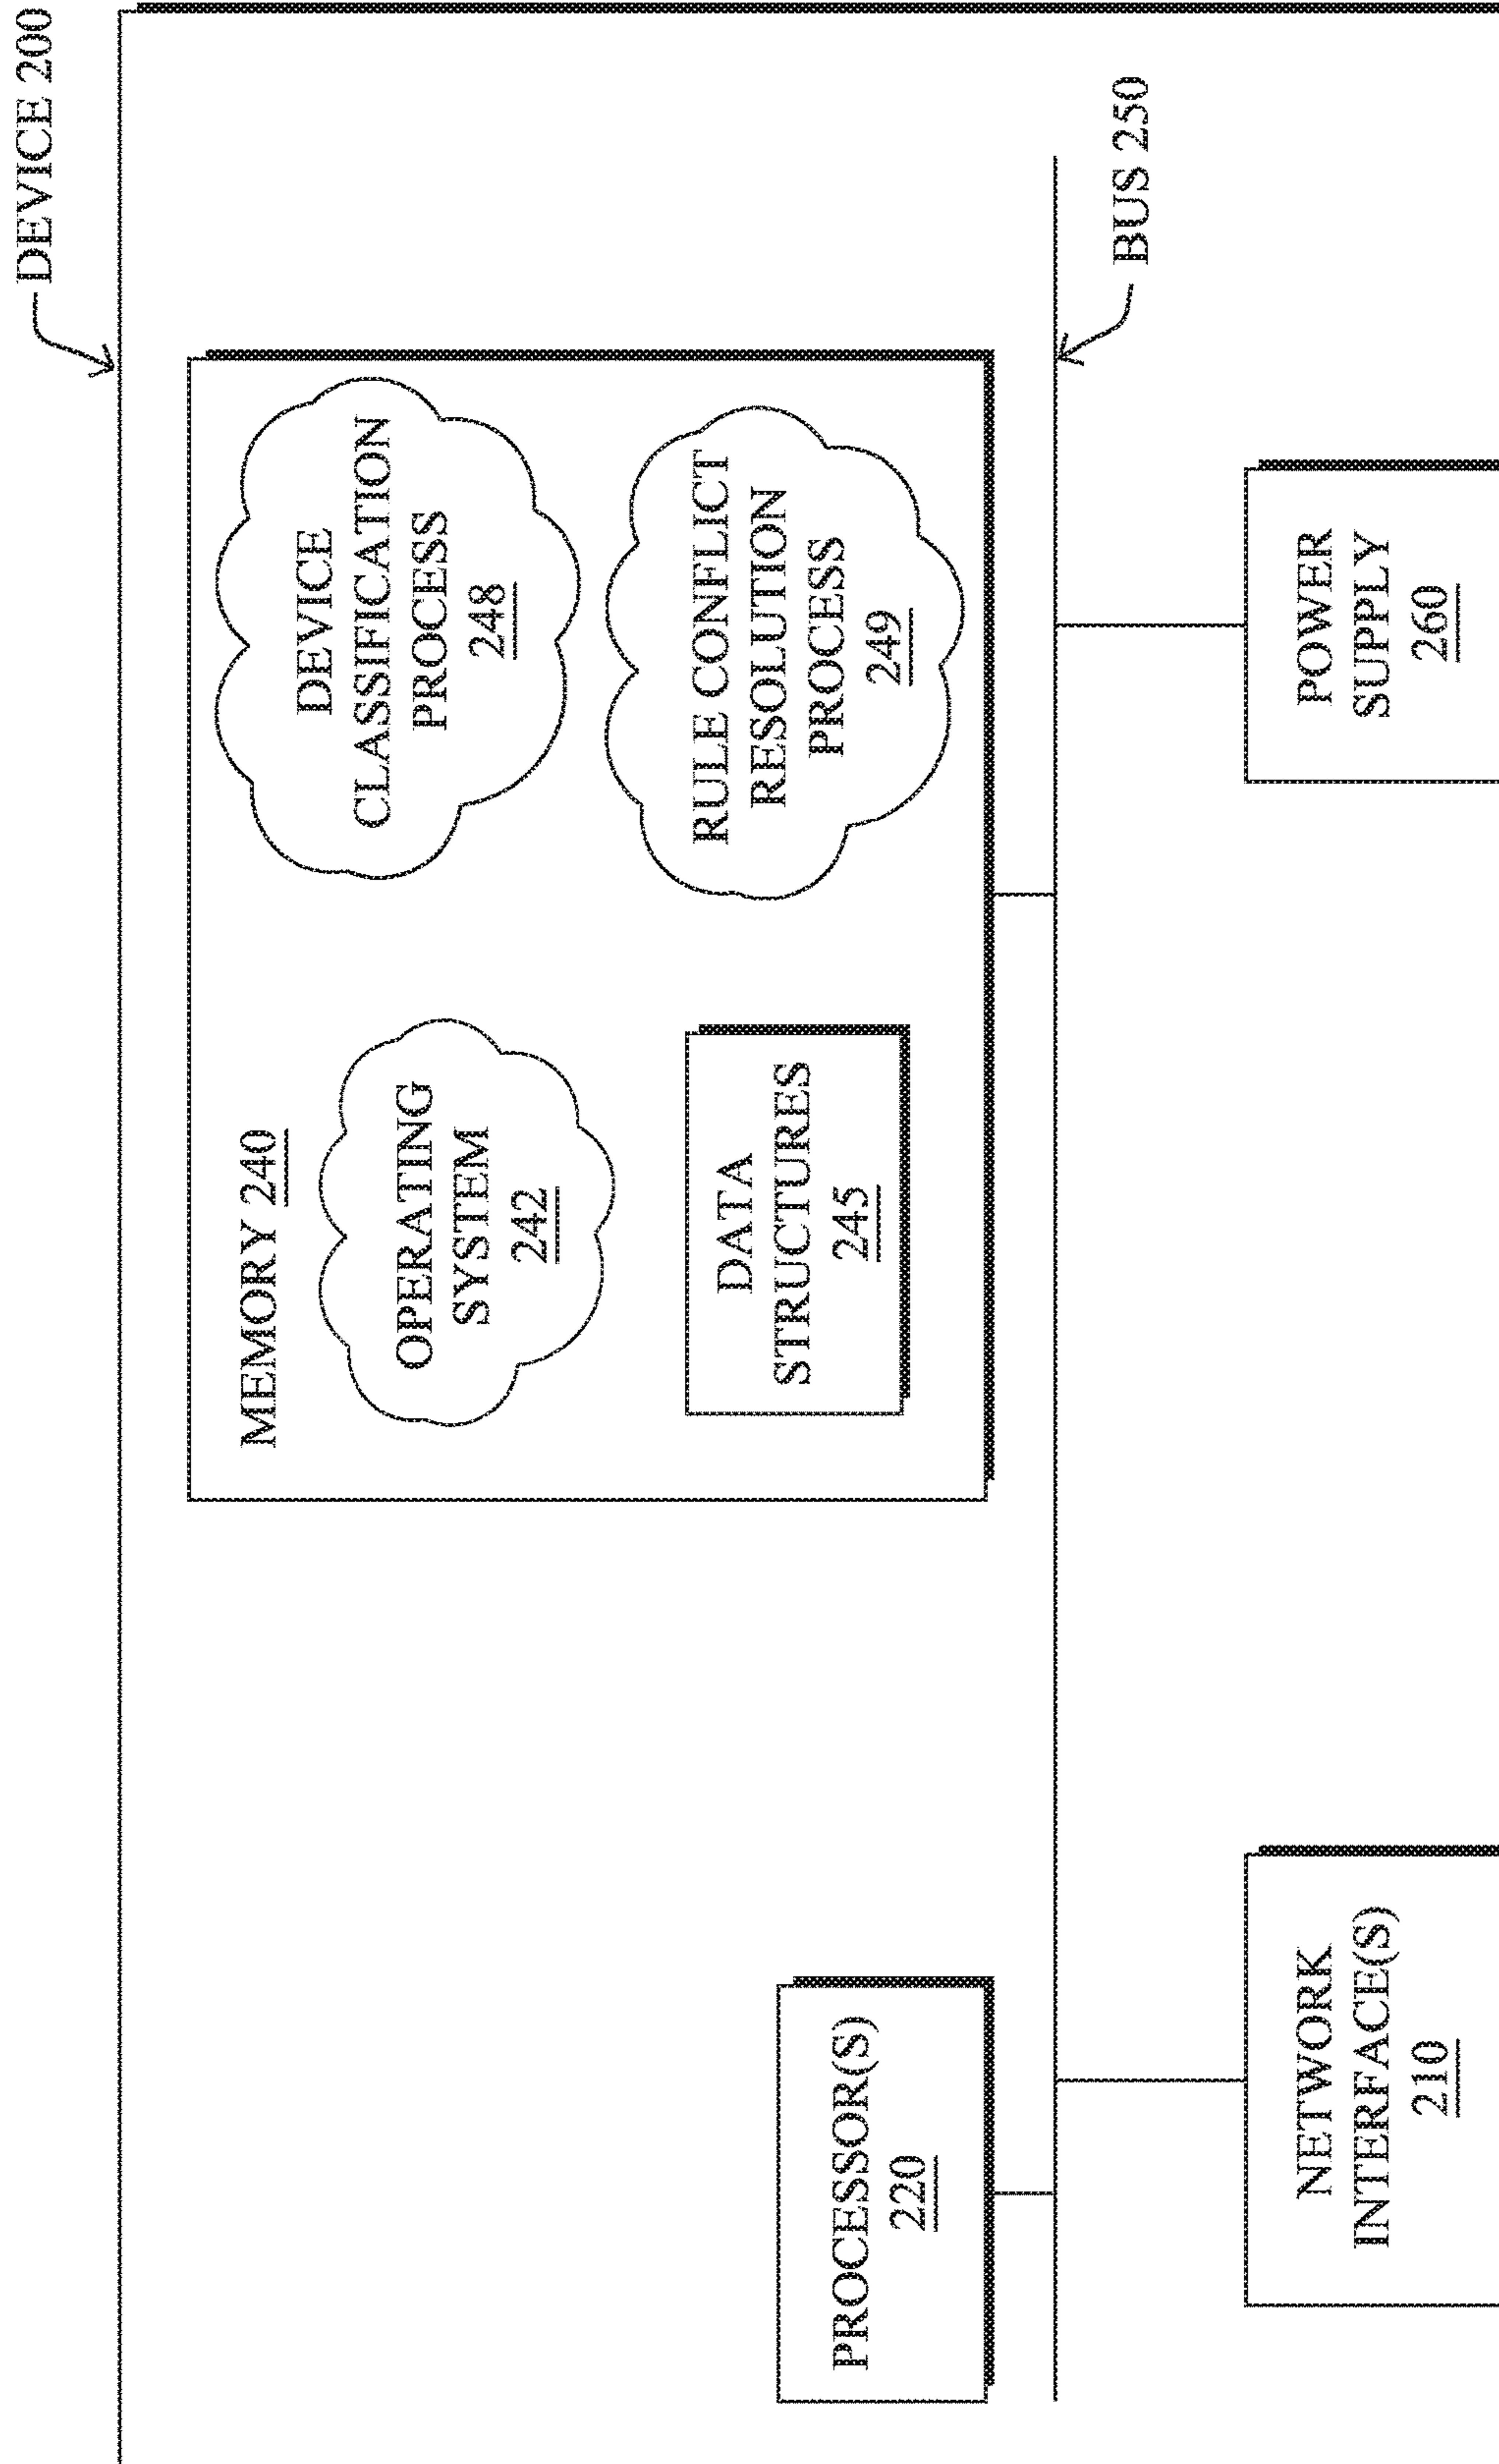 DEVICE 200
MEMORY 240
OPERATING
SYSTEM
242
DATA
STRUCTURES
245
DEVICE
CLASSIFICATION
PROCESS
248
RULE CONFLICT
RESOLUTION
PROCESS
249
PROCESSOR(S)
220
BUS 250
NETWORK
INTERFACE(S)
210
POWER
SUPPLY
260